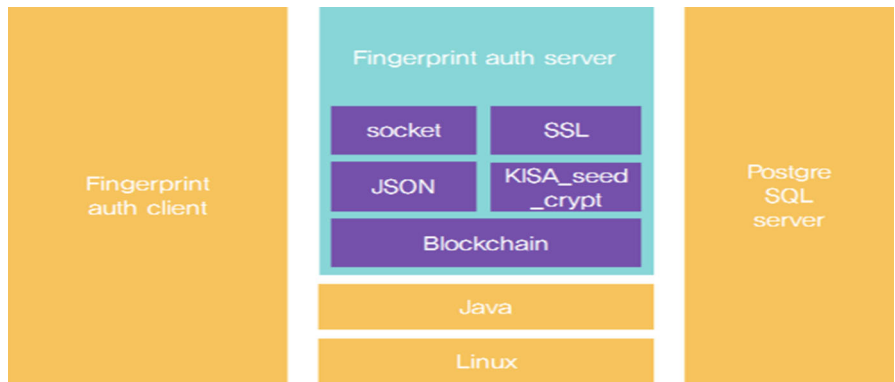 Fingerprint
auth client
Fingerprint auth server
socket
SSL
JSON
KISA_seed
_crypt
Blockchain
Java
Linux
Postgre
SQL
server